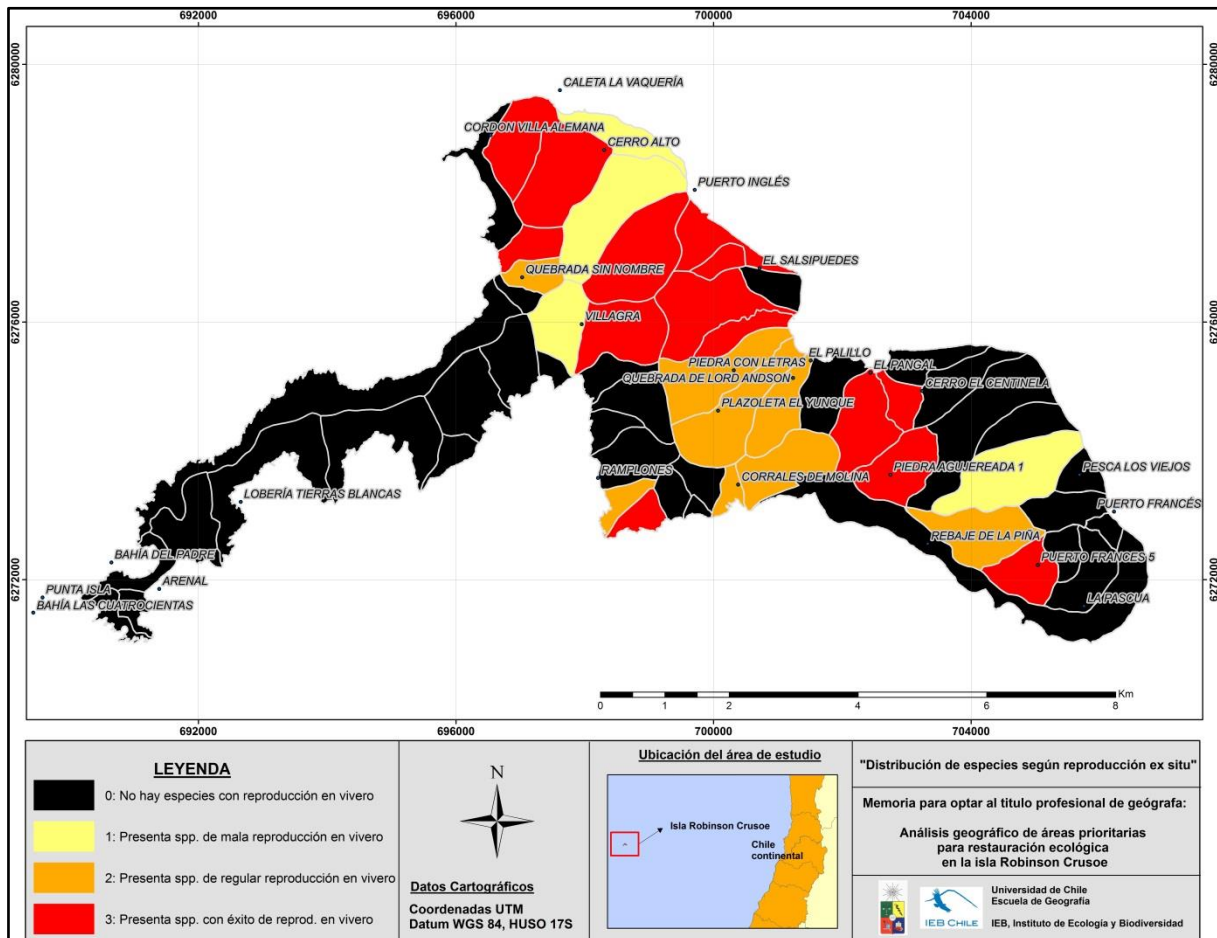 692000
696000
700000
704000
6280000
6280000
CALETA LA VAQUERÍA
CORDON VILLA ALEMANA
CERRO ALTO
PUERTO INGLÉS
QUEBRADA SIN NOMBRE
EL SALSIPUEDES
6276000
6276000
VILLAGRA
EL PALILLO
PIEDRA CON LETRAS
EL PANGAL
QUEBRADA DE LORD ANDSON
CERRO EL CENTINELA
PLAZOLETA EL YUNQUE
RAMPLONES
CORRALES DE MOLINA
PIEDRA AGUJEREADA 1
PESCA LOS VIEJOS
LOBERÍA TIERRAS BLANCAS
PUERTO FRANCÉS
REBAJE DE LA PIÑA
BAHÍA DEL PADRE
PUERTO FRANCES 5
6272000
6272000
ARENAL
PUNTA ISLA
BAHÍA LAS CUATROCIENTAS
LA PASCUA
Km
0 1 2 4 6 8
692000
696000
700000
704000
LEYENDA
0: No hay especies con reproducción en vivero
1: Presenta spp. de mala reproducción en vivero
2: Presenta spp. de regular reproducción en vivero
3: Presenta spp. con éxito de reprod. en vivero
N
Datos Cartográficos
Coordenadas UTM
Datum WGS 84, HUSO 17S
Ubicación del área de estudio
Isla Robinson Crusoe
Chile
continental
"Distribución de especies según reproducción ex situ"
Memoria para optar al titulo profesional de geógrafa:
Análisis geográfico de áreas prioritarias
para restauración ecológica
en la isla Robinson Crusoe
IEB CHILE
Universidad de Chile
Escuela de Geografía
IEB, Instituto de Ecología y Biodiversidad